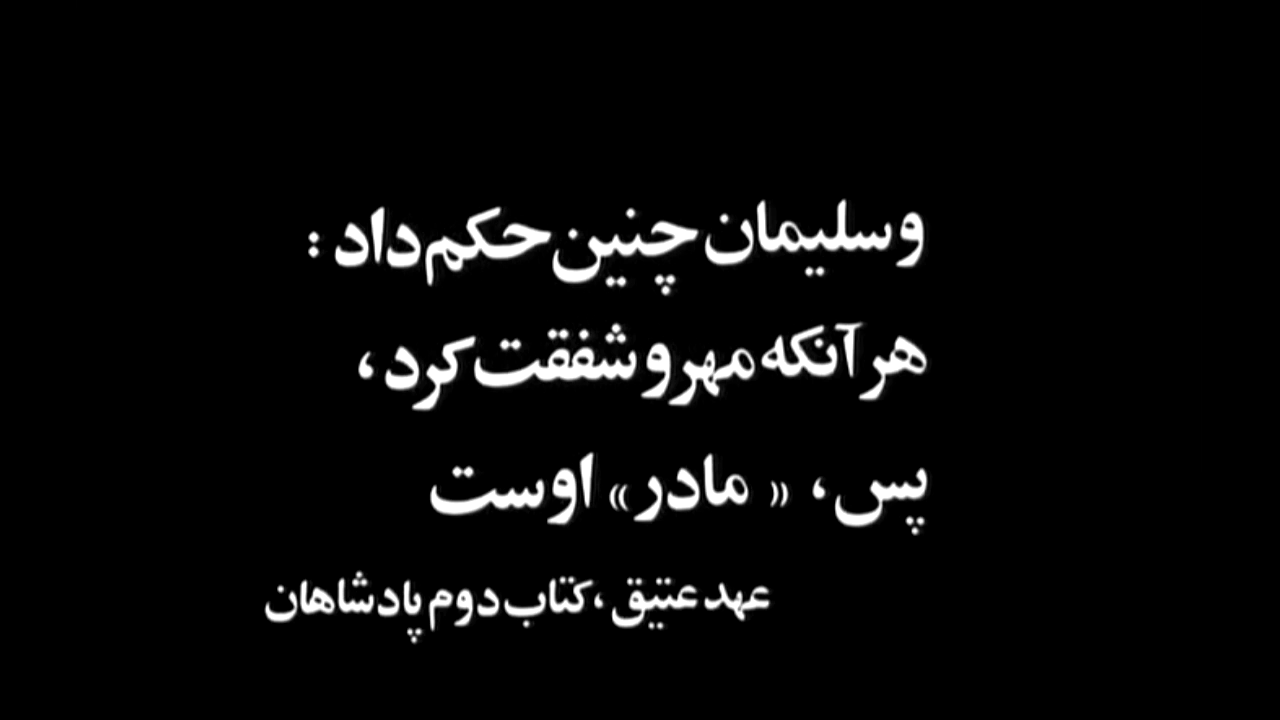 و سلیمان چنین حکم داد :
هر آنکه مهر و شفقت کرد ،
پس ، « مادر » اوست
عهد عتیق ، کتاب دوم پادشاهان